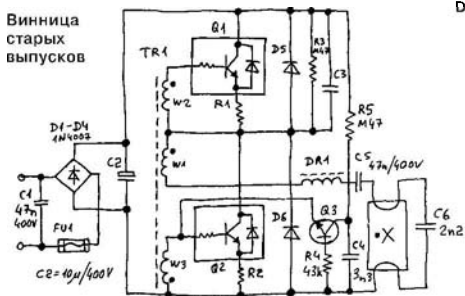 Винница
старых
выпусков
D
Q1
TR1
D5
R3
M47
C3
R1
W2
D1-D4
1N4007
C2
W1
R5
M47
DR1
C5
47n/400V
C1
47n
400V
FU1
Q3
D6
X
C6
2n2
W3
Q2
R2
R4
43k
C4
3n3
C2=10μ/400V